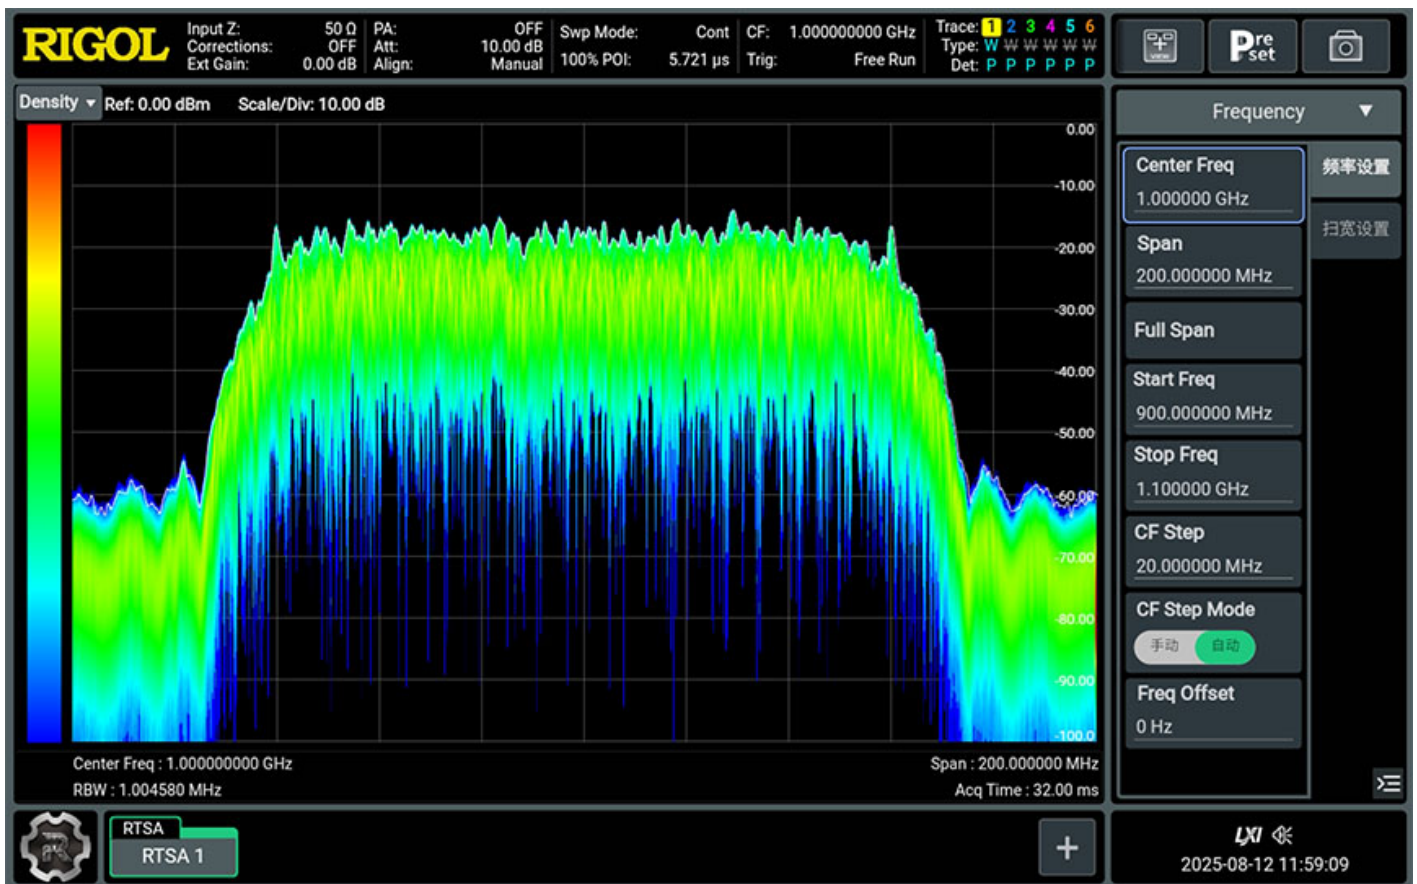 RIGOL
Input Z: 50 Ω
Corrections: OFF
Ext Gain: 0.00 dB
PA: OFF
Att: 10.00 dB
Align: Manual
Swp Mode: Cont
100% POI: 5.721 µs
CF: 1.000000000 GHz
Trig: Free Run
Trace: 1 2 3 4 5 6
Type: W W W W W W
Det: P P P P P P
VIEW
Preset
Density Ref: 0.00 dBm Scale/Div: 10.00 dB
0.00
-10.00
-20.00
-30.00
-40.00
-50.00
-60.00
-70.00
-80.00
-90.00
-100.0
Center Freq : 1.000000000 GHz
Span : 200.000000 MHz
RBW : 1.004580 MHz
Acq Time : 32.00 ms
Frequency
频率设置
扫宽设置
Center Freq
1.000000 GHz
Span
200.000000 MHz
Full Span
Start Freq
900.000000 MHz
Stop Freq
1.100000 GHz
CF Step
20.000000 MHz
CF Step Mode
手动 自动
Freq Offset
0 Hz
R
RTSA
RTSA 1
+
LXI
2025-08-12 11:59:09